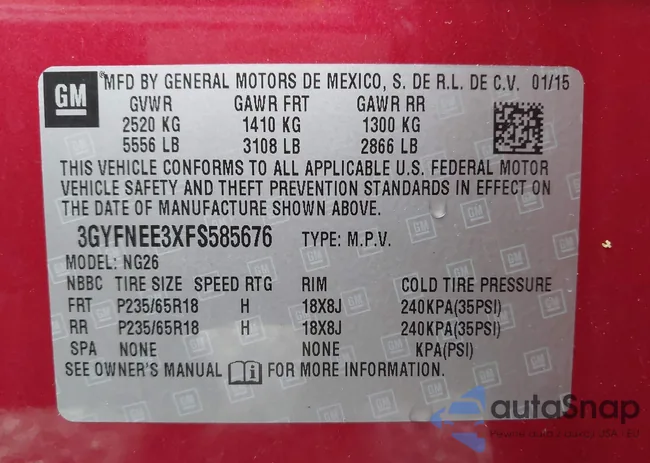 GM MFD BY GENERAL MOTORS DE MEXICO, S. DE R.L. DE C.V. 01/15
GVWR GAWR FRT GAWR RR
2520 KG 1410 KG 1300 KG
5556 LB 3108 LB 2866 LB
THIS VEHICLE CONFORMS TO ALL APPLICABLE U.S. FEDERAL MOTOR
VEHICLE SAFETY AND THEFT PREVENTION STANDARDS IN EFFECT ON
THE DATE OF MANUFACTURE SHOWN ABOVE.
3GYFNEE3XFS585676 TYPE: M.P.V.
MODEL: NG26
NBBC TIRE SIZE SPEED RTG RIM COLD TIRE PRESSURE
FRT P235/65R18 H 18X8J 240KPA(35PSI)
RR P235/65R18 H 18X8J 240KPA(35PSI)
SPA NONE NONE KPA(PSI)
SEE OWNER'S MANUAL FOR MORE INFORMATION.
autoSnap